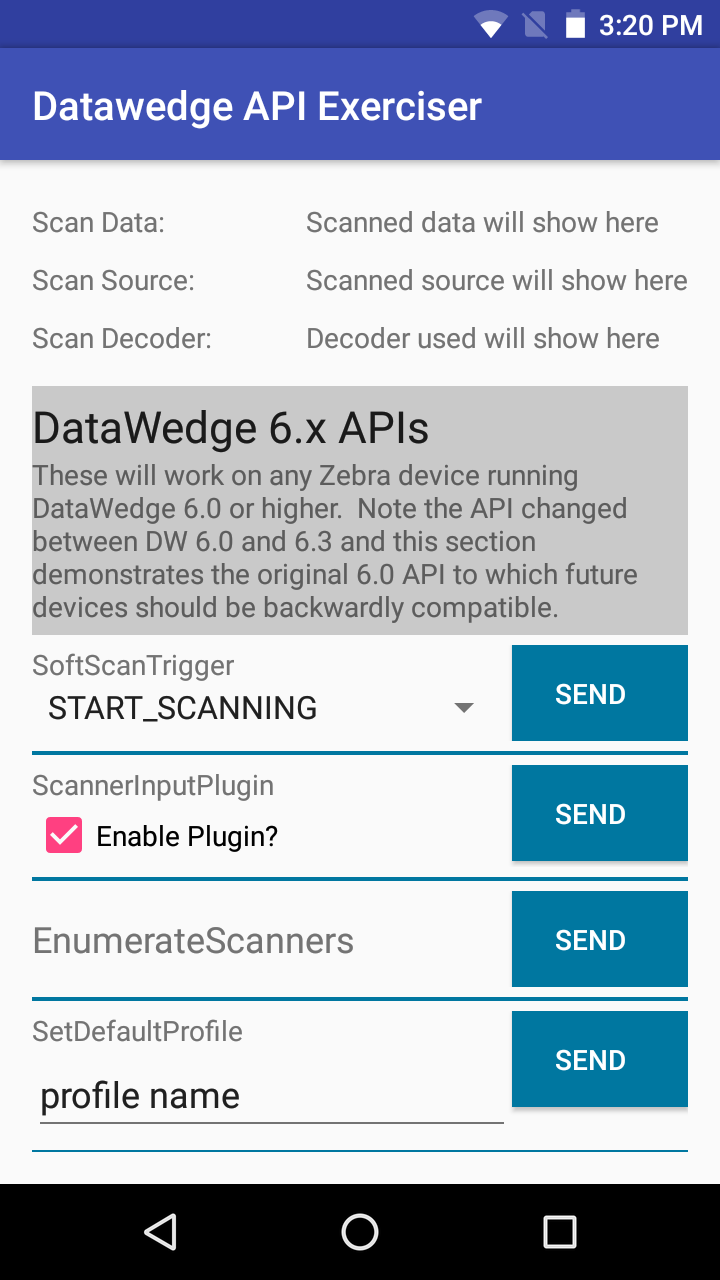 3:20 PM
Datawedge API Exerciser
Scan Data: Scanned data will show here
Scan Source: Scanned source will show here
Scan Decoder: Decoder used will show here
DataWedge 6.x APIs
These will work on any Zebra device running
DataWedge 6.0 or higher.  Note the API changed
between DW 6.0 and 6.3 and this section
demonstrates the original 6.0 API to which future
devices should be backwardly compatible.
SoftScanTrigger
START_SCANNING
SEND
ScannerInputPlugin
Enable Plugin?
SEND
EnumerateScanners
SEND
SetDefaultProfile
profile name
SEND